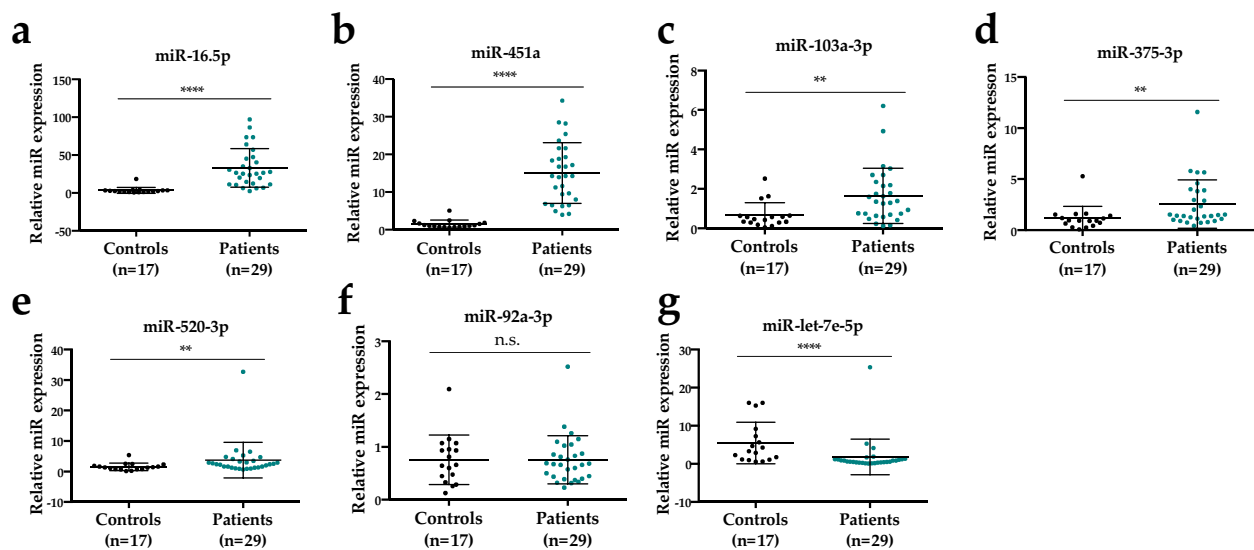 a
miR-16.5p
Relative miR expression
150
100
50
0
-50
****
Controls
(n=17)
Patients
(n=29)
b
miR-451a
Relative miR expression
40
30
20
10
0
****
Controls
(n=17)
Patients
(n=29)
c
miR-103a-3p
Relative miR expression
8
6
4
2
0
**
Controls
(n=17)
Patients
(n=29)
d
miR-375-3p
Relative miR expression
15
10
5
0
**
Controls
(n=17)
Patients
(n=29)
e
miR-520-3p
Relative miR expression
40
30
20
10
0
-10
**
Controls
(n=17)
Patients
(n=29)
f
miR-92a-3p
Relative miR expression
3
2
1
0
n.s.
Controls
(n=17)
Patients
(n=29)
g
miR-let-7e-5p
Relative miR expression
30
20
10
0
-10
****
Controls
(n=17)
Patients
(n=29)